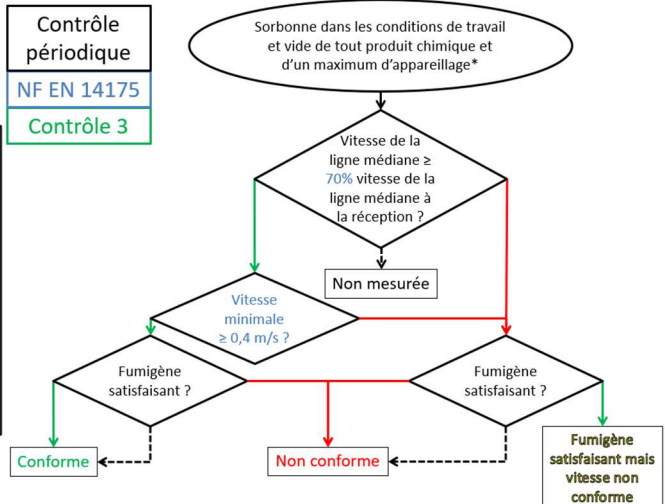 Contrôle
périodique
NF EN 14175
Contrôle 3
Sorbonne dans les conditions de travail
et vide de tout produit chimique et
d'un maximum d'appareillage*
Vitesse de la
ligne médiane ≥
70% vitesse de la
ligne médiane à
la réception ?
Non mesurée
Vitesse
minimale
≥ 0,4 m/s ?
Fumigène
satisfaisant ?
Fumigène
satisfaisant ?
Conforme
Non conforme
Fumigène
satisfaisant mais
vitesse non
conforme